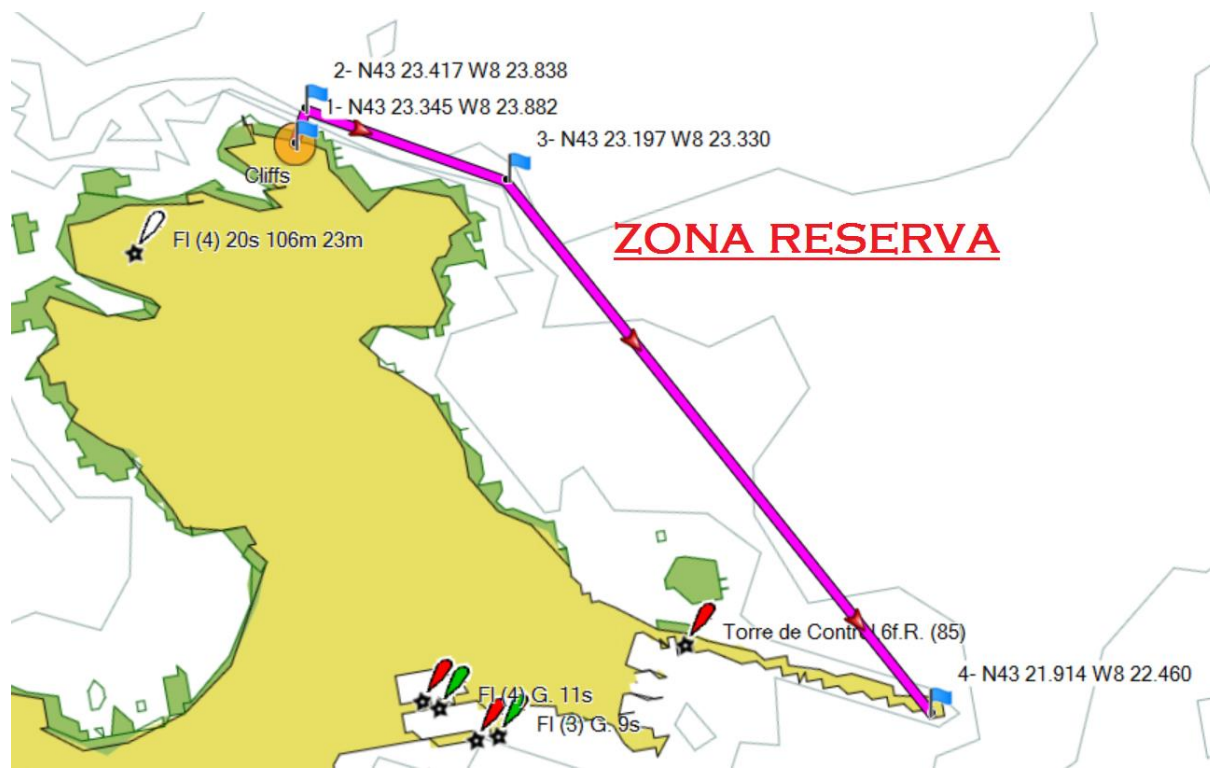 2- N43 23.417 W8 23.838
1- N43 23.345 W8 23.882
3- N43 23.197 W8 23.330
Cliffs
Fl (4) 20s 106m 23m
ZONA RESERVA
Torre de Control 6f.R. (85)
4- N43 21.914 W8 22.460
Fl (4) G. 11s
Fl (3) G. 9s